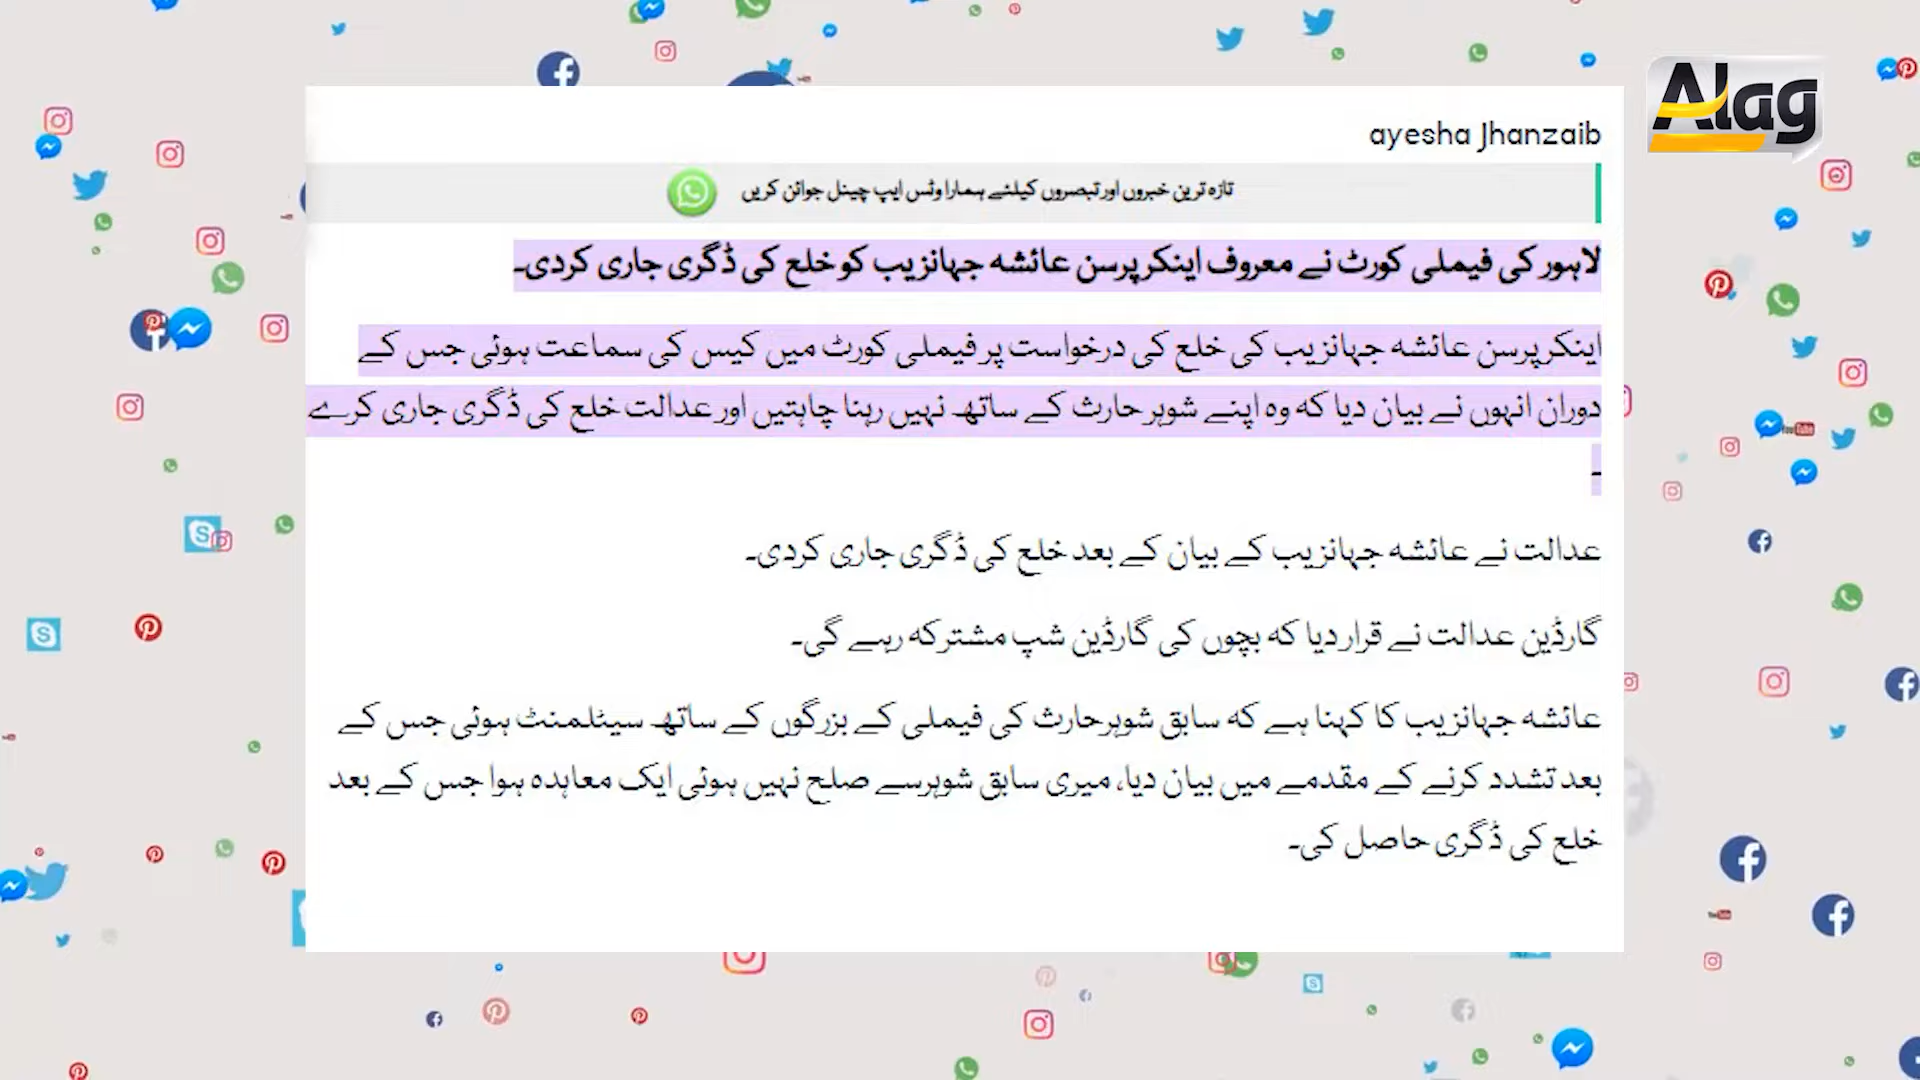 Alag
ayesha Jhanzaib
تازہ ترین خبروں اور تبصروں کیلئے ہمارا وٹس ایپ چینل جوائن کریں
لاہور کی فیملی کورٹ نے معروف اینکر پرسن عائشہ جہانزیب کو خلع کی ڈگری جاری کردی۔
اینکر پرسن عائشہ جہانزیب کی خلع کی درخواست پر فیملی کورٹ میں کیس کی سماعت ہوئی جس کے
دوران انہوں نے بیان دیا کہ وہ اپنے شوہر حارث کے ساتھ نہیں رہنا چاہتیں اور عدالت خلع کی ڈگری جاری کرے
۔
عدالت نے عائشہ جہانزیب کے بیان کے بعد خلع کی ڈگری جاری کردی۔
گارڈین عدالت نے قرار دیا کہ بچوں کی گارڈین شپ مشترکہ رہے گی۔
عائشہ جہانزیب کا کہنا ہے کہ سابق شوہرحارث کی فیملی کے بزرگوں کے ساتھ سیٹلمنٹ ہوئی جس کے
بعد تشدد کرنے کے مقدمے میں بیان دیا، میری سابق شوہرسے صلح نہیں ہوئی ایک معاہدہ ہوا جس کے بعد
خلع کی ڈگری حاصل کی۔